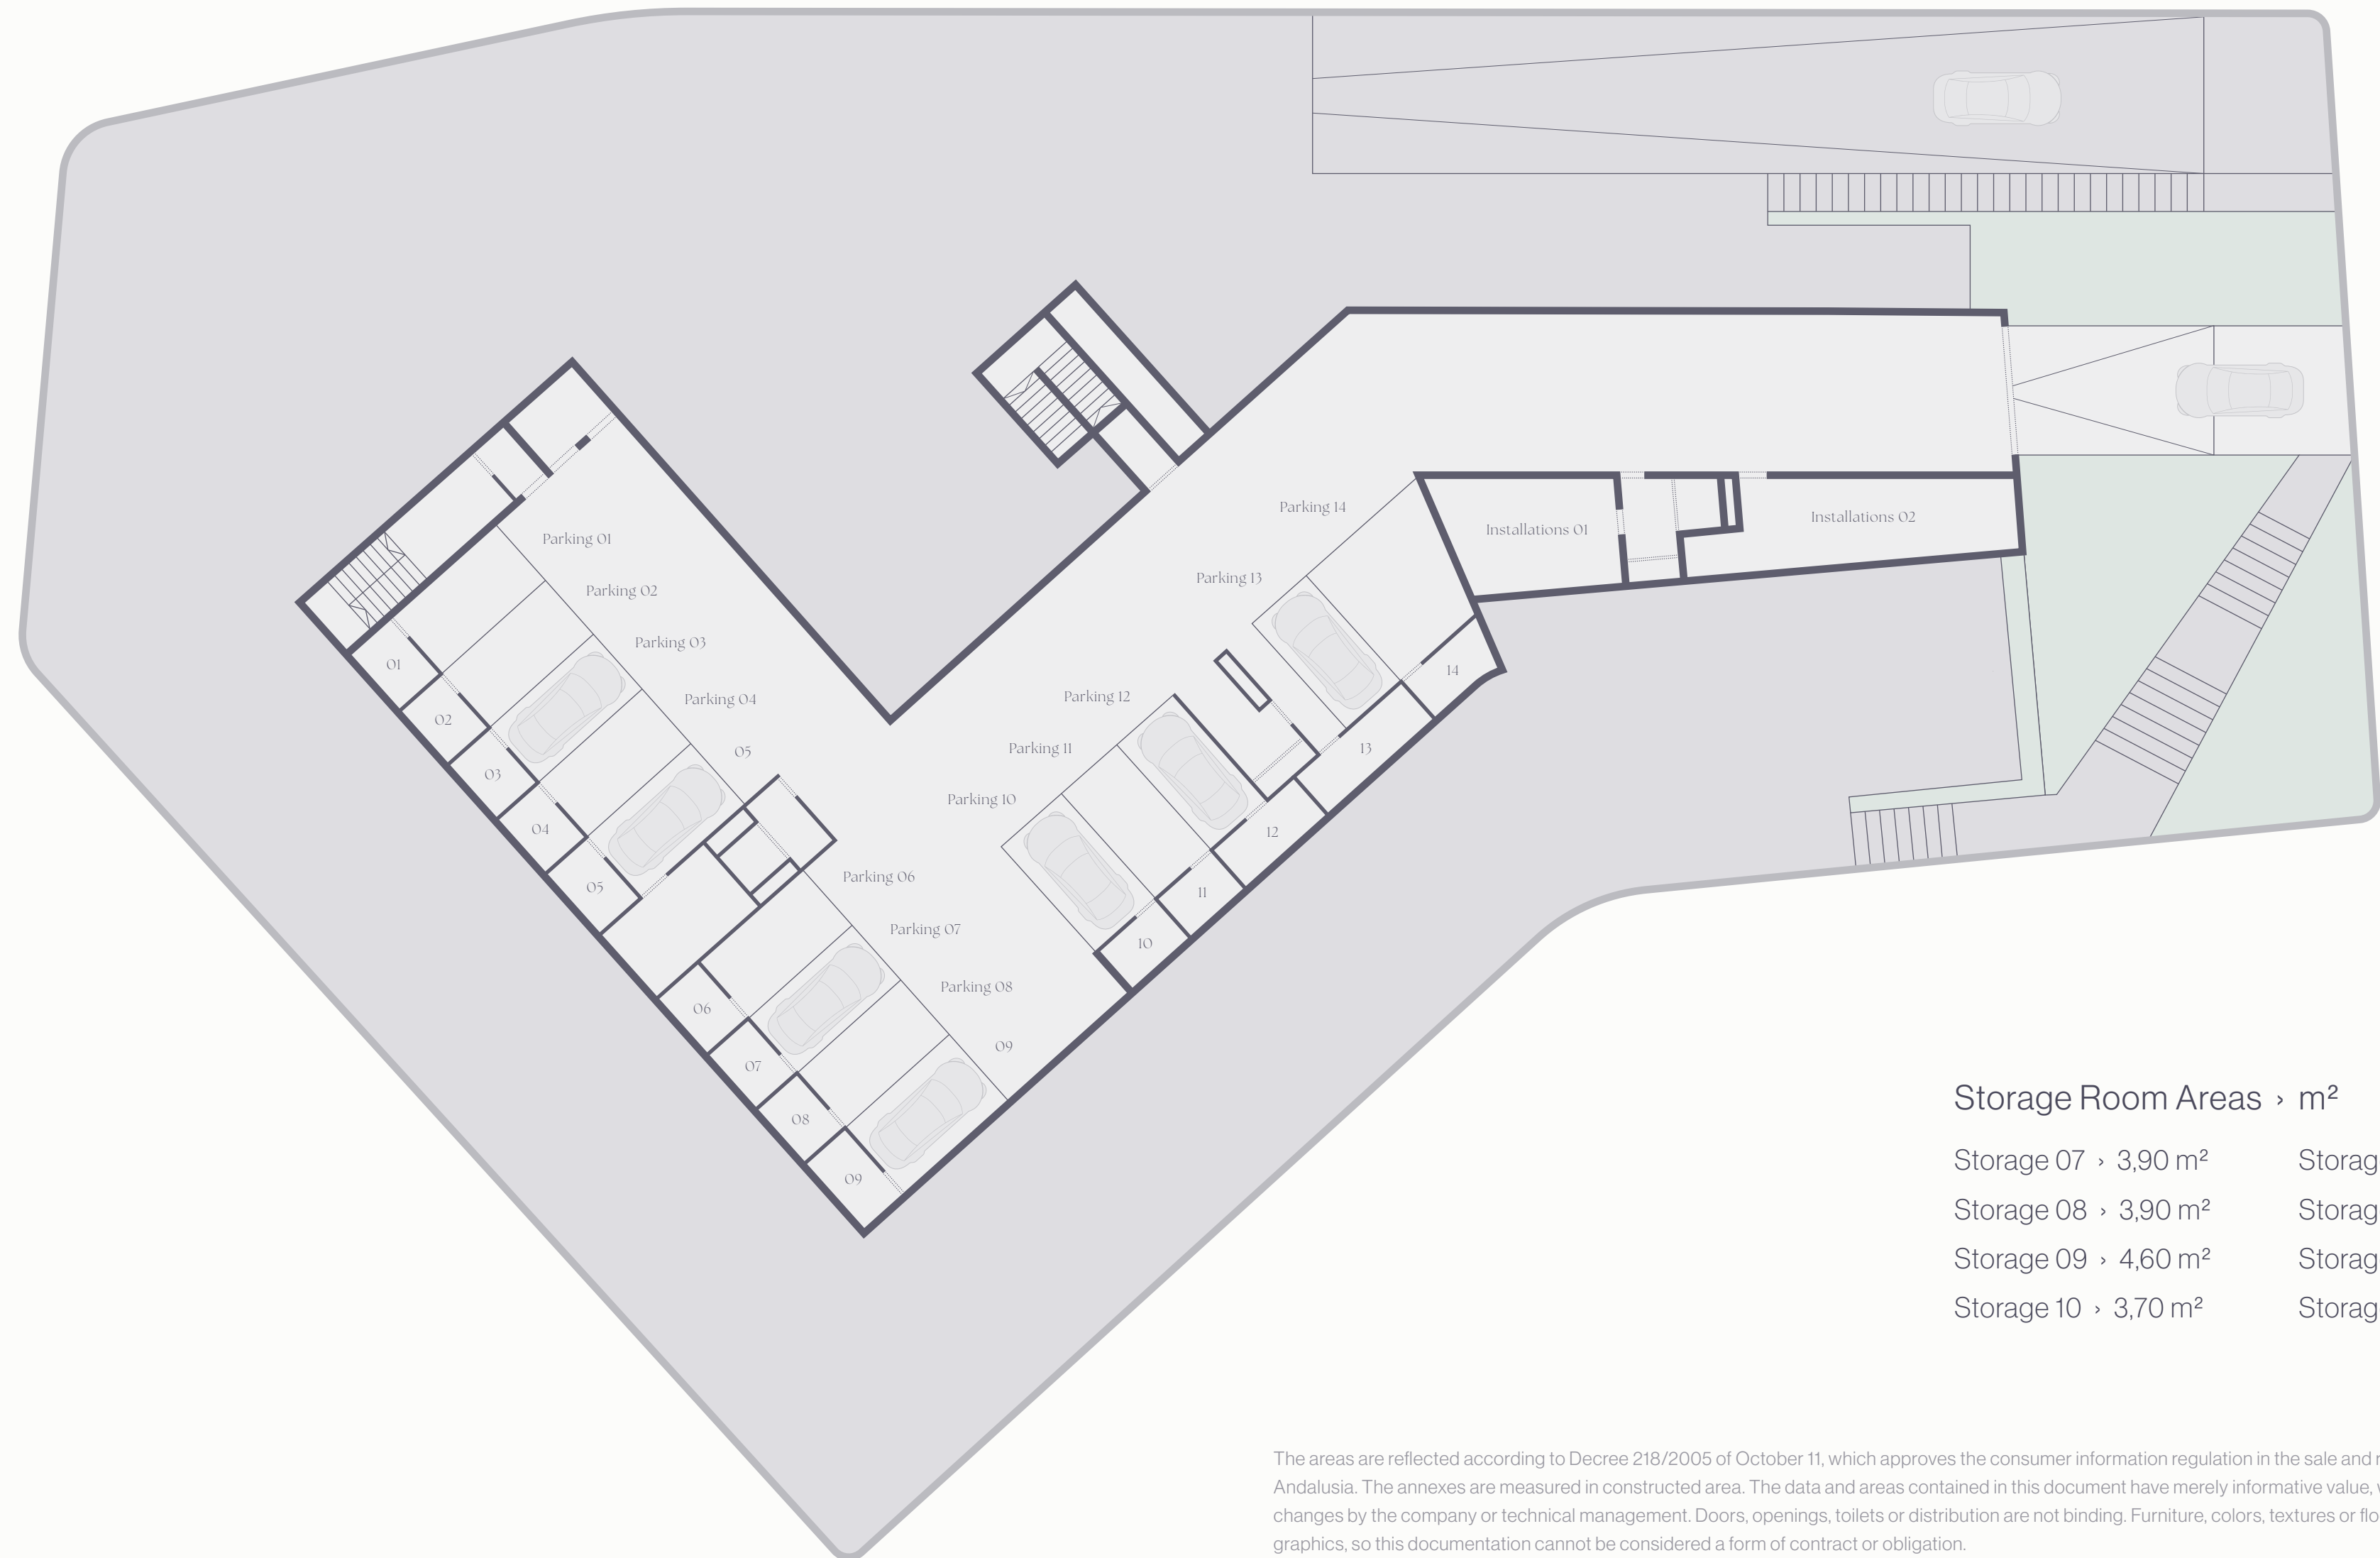 Parking 14
Installations 01
Installations 02
Parking 01
Parking 13
Parking 02
Parking 03
01
14
Parking 12
Parking 04
02
Parking 11
13
05
03
Parking 10
04
12
Parking 06
05
11
Parking 07
10
Parking 08
06
09
07
08
09
Storage Room Areas › m²
Storage 07 › 3,90 m² Storag
Storage 08 › 3,90 m² Storag
Storage 09 › 4,60 m² Storag
Storage 10 › 3,70 m² Storag
The areas are reflected according to Decree 218/2005 of October 11, which approves the consumer information regulation in the sale and
Andalusia. The annexes are measured in constructed area. The data and areas contained in this document have merely informative value,
changes by the company or technical management. Doors, openings, toilets or distribution are not binding. Furniture, colors, textures or flo
graphics, so this documentation cannot be considered a form of contract or obligation.